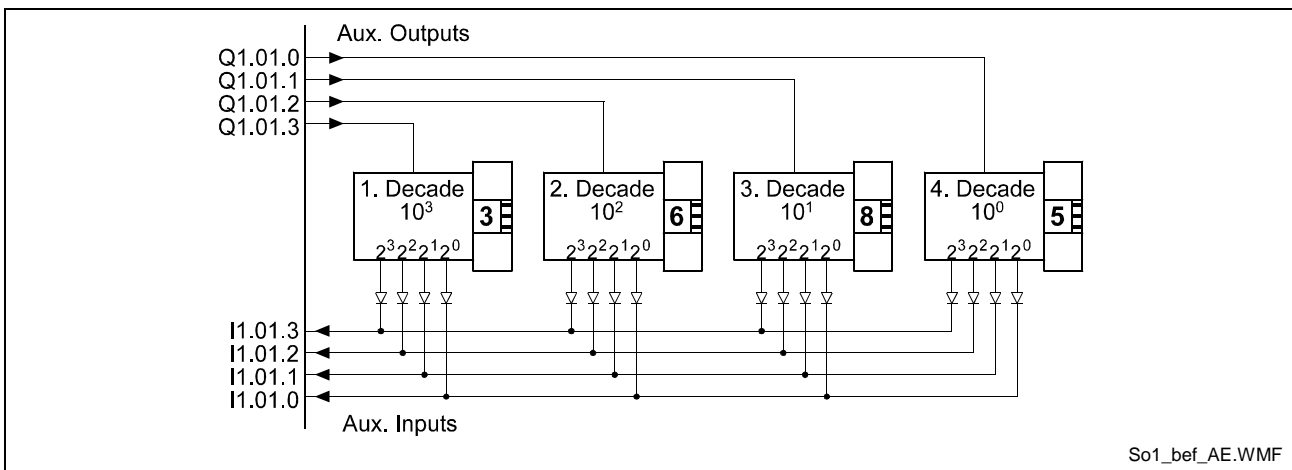 Aux. Outputs
Q1.01.0
Q1.01.1
Q1.01.2
Q1.01.3
1. Decade
10³
3
2³2²2¹2⁰
2. Decade
10²
6
2³2²2¹2⁰
3. Decade
10¹
8
2³2²2¹2⁰
4. Decade
10⁰
5
2³2²2¹2⁰
I1.01.3
I1.01.2
I1.01.1
I1.01.0
Aux. Inputs
So1_bef_AE.WMF